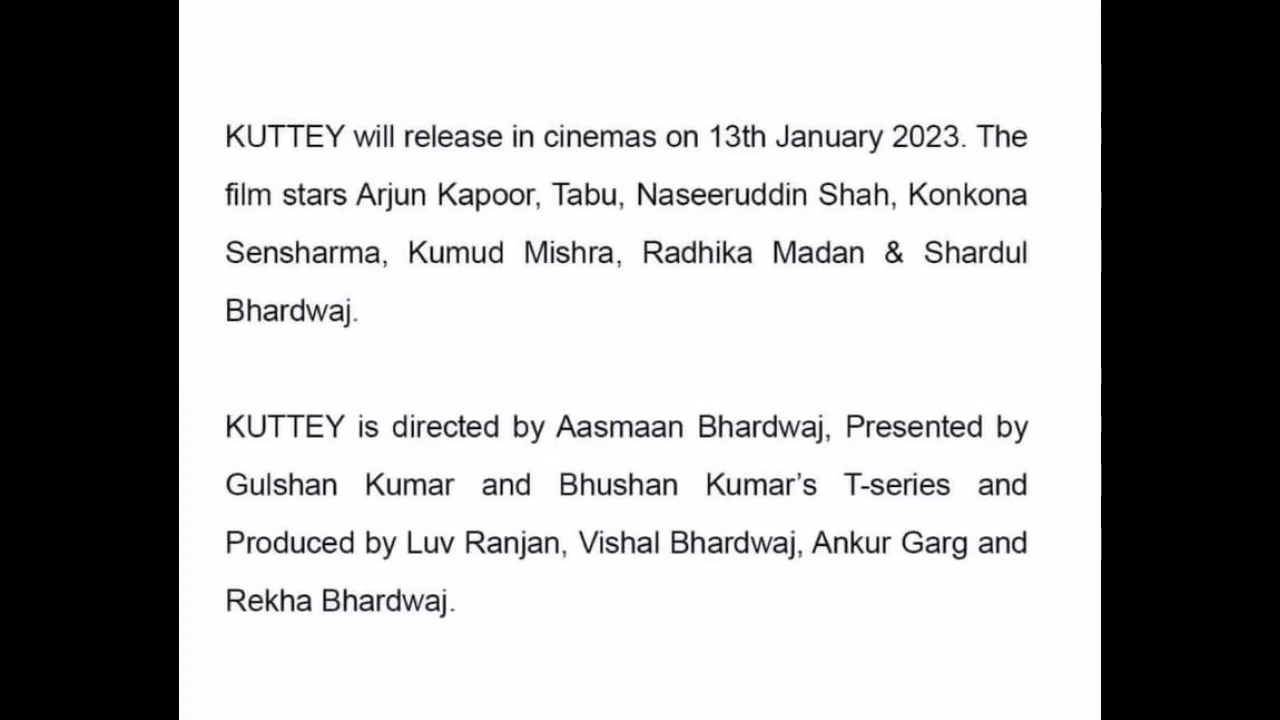 KUTTEY will release in cinemas on 13th January 2023. The
film stars Arjun Kapoor, Tabu, Naseeruddin Shah, Konkona
Sensharma, Kumud Mishra, Radhika Madan & Shardul
Bhardwaj.
KUTTEY is directed by Aasmaan Bhardwaj, Presented by
Gulshan Kumar and Bhushan Kumar’s T-series and
Produced by Luv Ranjan, Vishal Bhardwaj, Ankur Garg and
Rekha Bhardwaj.